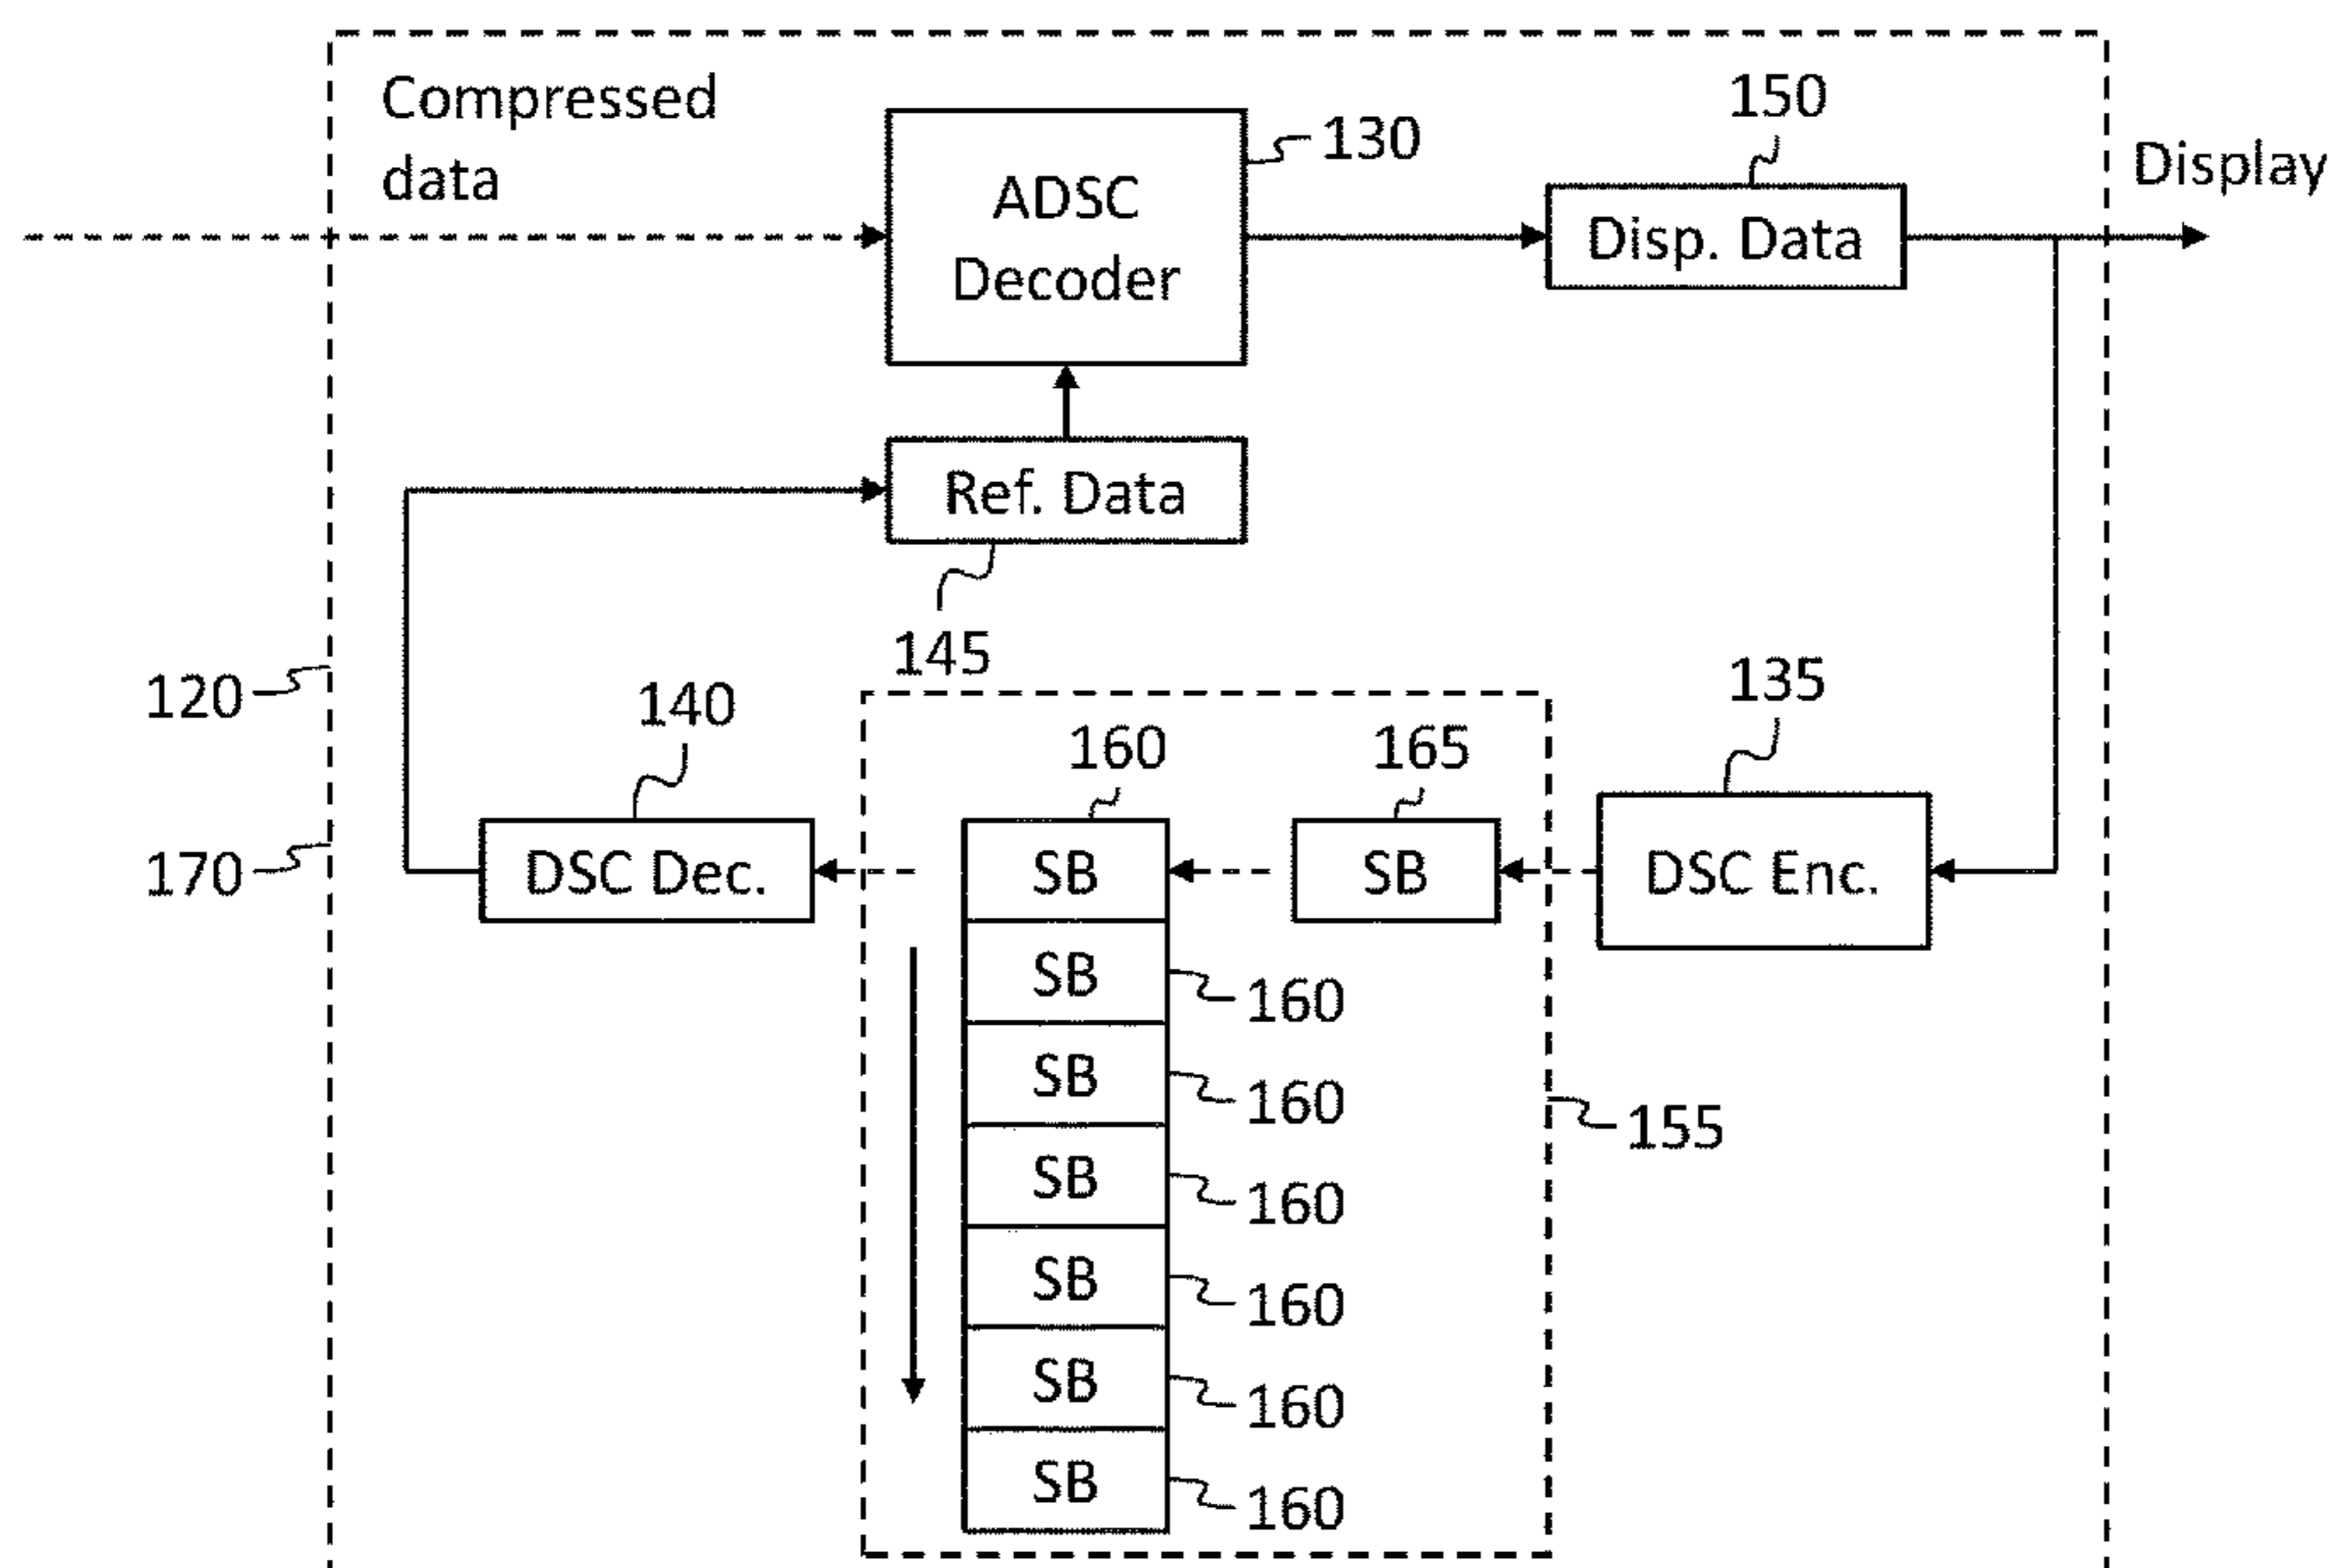 Compressed
data
150
130
Display
ADSC
Decoder
Disp. Data
Ref. Data
145
120
140
135
160
165
170
DSC Dec.
SB
SB
DSC Enc.
SB
160
SB
160
155
SB
160
SB
160
SB
160
SB
160